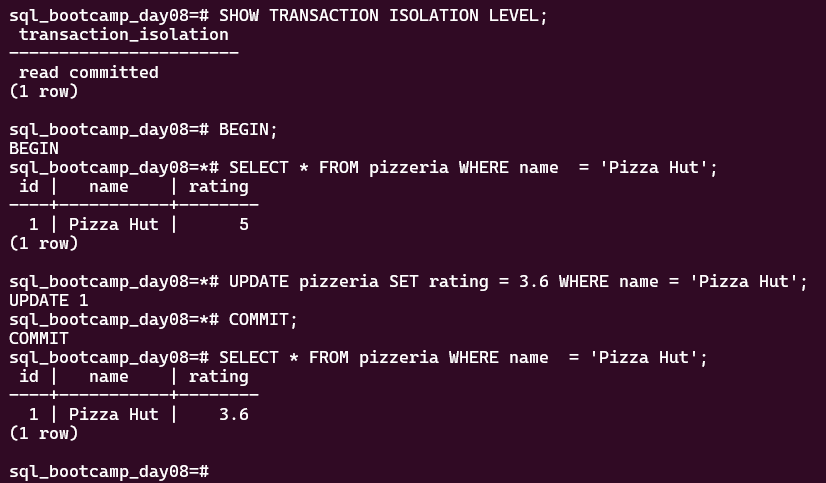 sql_bootcamp_day08=# SHOW TRANSACTION ISOLATION LEVEL;
 transaction_isolation
-----------------------
 read committed
(1 row)

sql_bootcamp_day08=# BEGIN;
BEGIN
sql_bootcamp_day08=*# SELECT * FROM pizzeria WHERE name  = 'Pizza Hut';
 id |   name    | rating
----+-----------+--------
  1 | Pizza Hut |      5
(1 row)

sql_bootcamp_day08=*# UPDATE pizzeria SET rating = 3.6 WHERE name = 'Pizza Hut';
UPDATE 1
sql_bootcamp_day08=*# COMMIT;
COMMIT
sql_bootcamp_day08=# SELECT * FROM pizzeria WHERE name  = 'Pizza Hut';
 id |   name    | rating
----+-----------+--------
  1 | Pizza Hut |    3.6
(1 row)

sql_bootcamp_day08=#